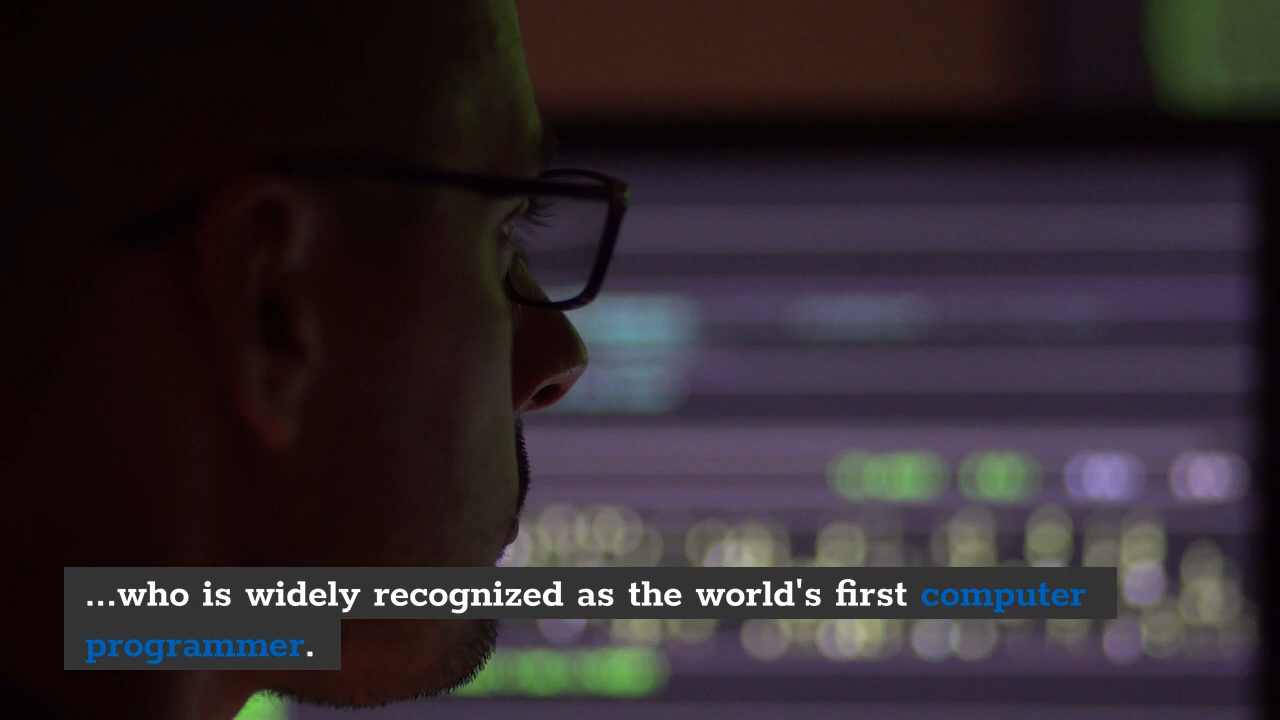 ...who is widely recognized as the world's first computer
programmer.